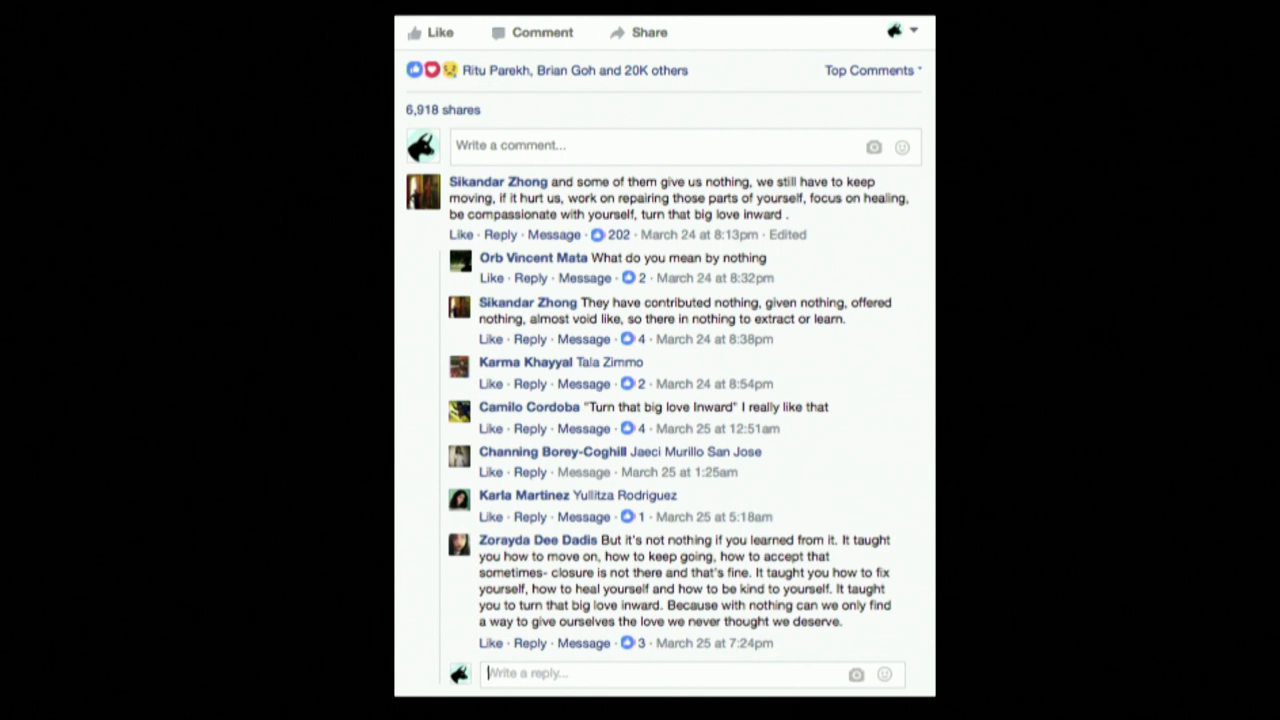 Like Comment Share
Ritu Parekh, Brian Goh and 20K others Top Comments
6,918 shares
Write a comment...
Sikandar Zhong and some of them give us nothing, we still have to keep
moving, if it hurt us, work on repairing those parts of yourself, focus on healing,
be compassionate with yourself, turn that big love inward .
Like · Reply · Message · 202 · March 24 at 8:13pm · Edited
Orb Vincent Mata What do you mean by nothing
Like · Reply · Message · 2 · March 24 at 8:32pm
Sikandar Zhong They have contributed nothing, given nothing, offered
nothing, almost void like, so there in nothing to extract or learn.
Like · Reply · Message · 4 · March 24 at 8:38pm
Karma Khayyal Tala Zimmo
Like · Reply · Message · 2 · March 24 at 8:54pm
Camilo Cordoba "Turn that big love Inward" I really like that
Like · Reply · Message · 4 · March 25 at 12:51am
Channing Borey-Coghill Jaeci Murillo San Jose
Like · Reply · Message · March 25 at 1:25am
Karla Martinez Yulitza Rodriguez
Like · Reply · Message · 1 · March 25 at 5:18am
Zorayda Dee Dadis But it's not nothing if you learned from it. It taught
you how to move on, how to keep going, how to accept that
sometimes- closure is not there and that's fine. It taught you how to fix
yourself, how to heal yourself and how to be kind to yourself. It taught
you to turn that big love inward. Because with nothing can we only find
a way to give ourselves the love we never thought we deserve.
Like · Reply · Message · 3 · March 25 at 7:24pm
Write a reply...